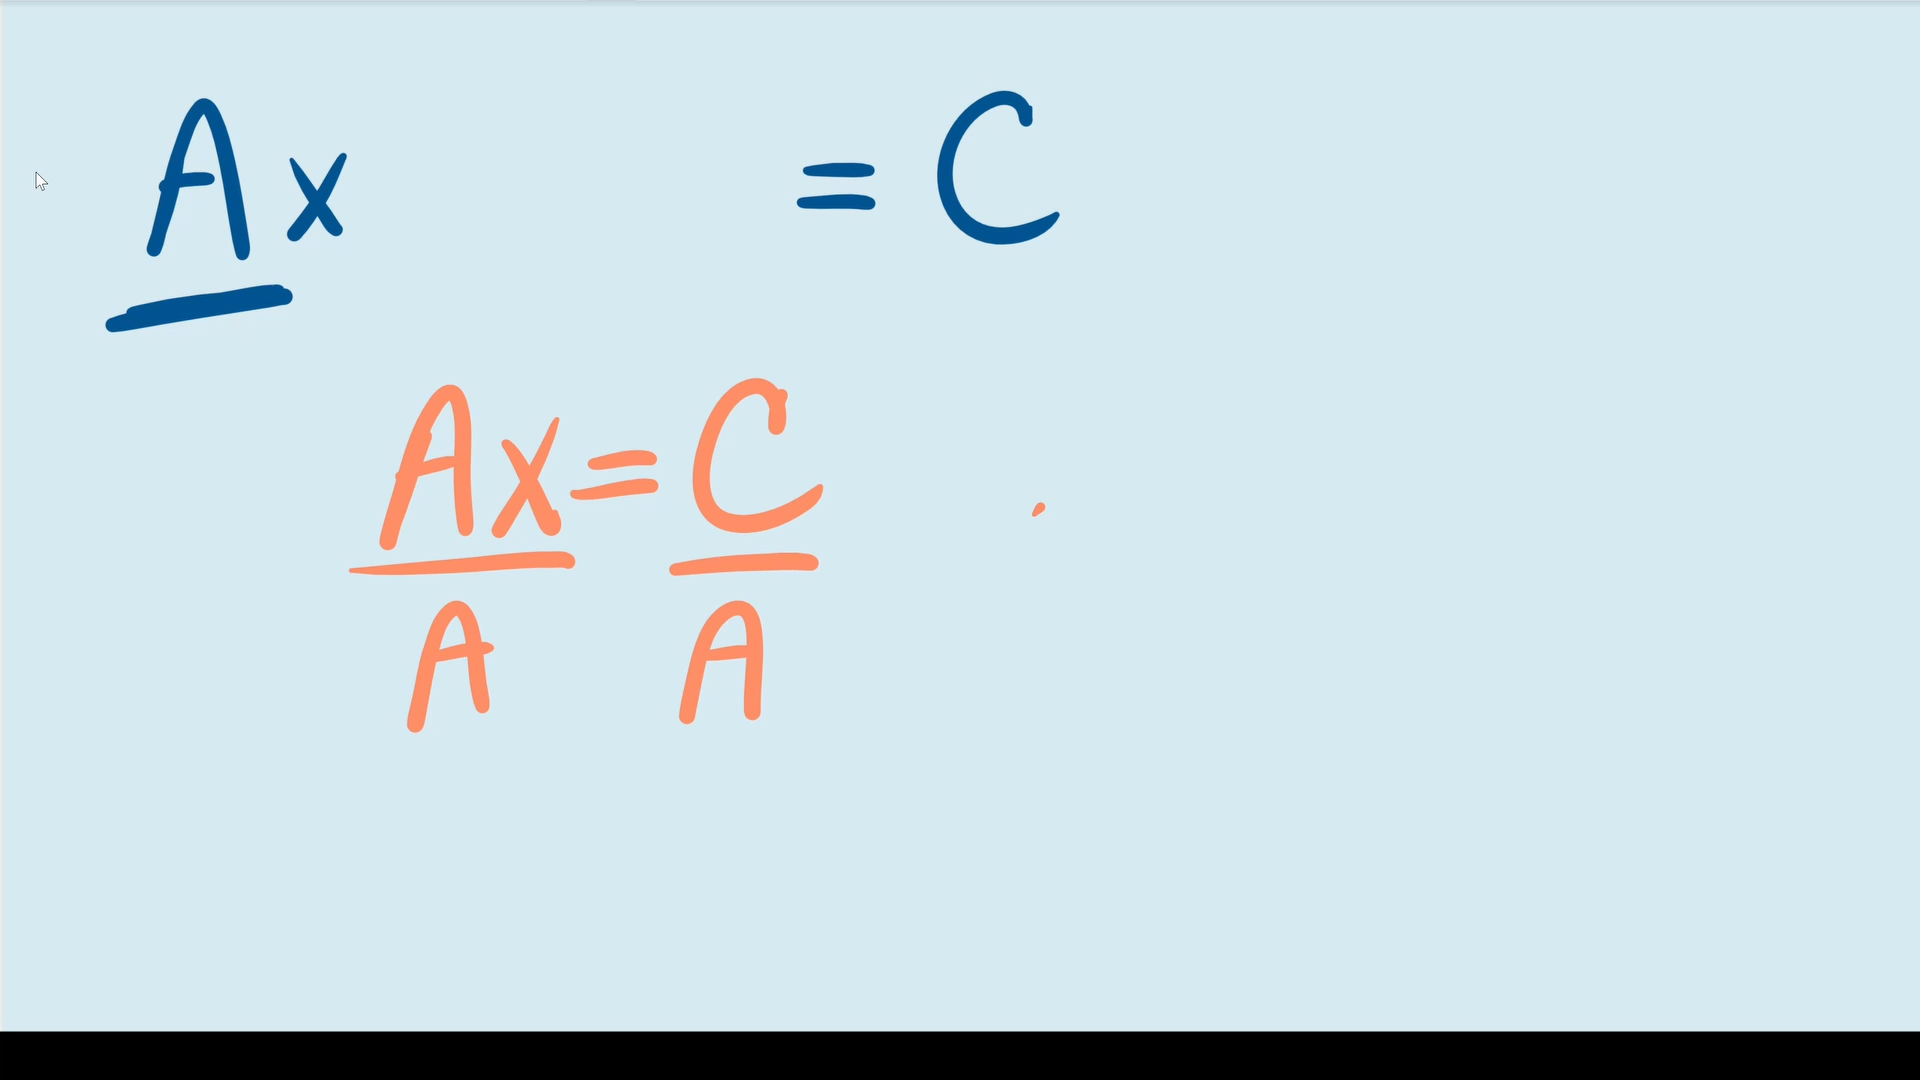 Ax = C
Ax = C
A A